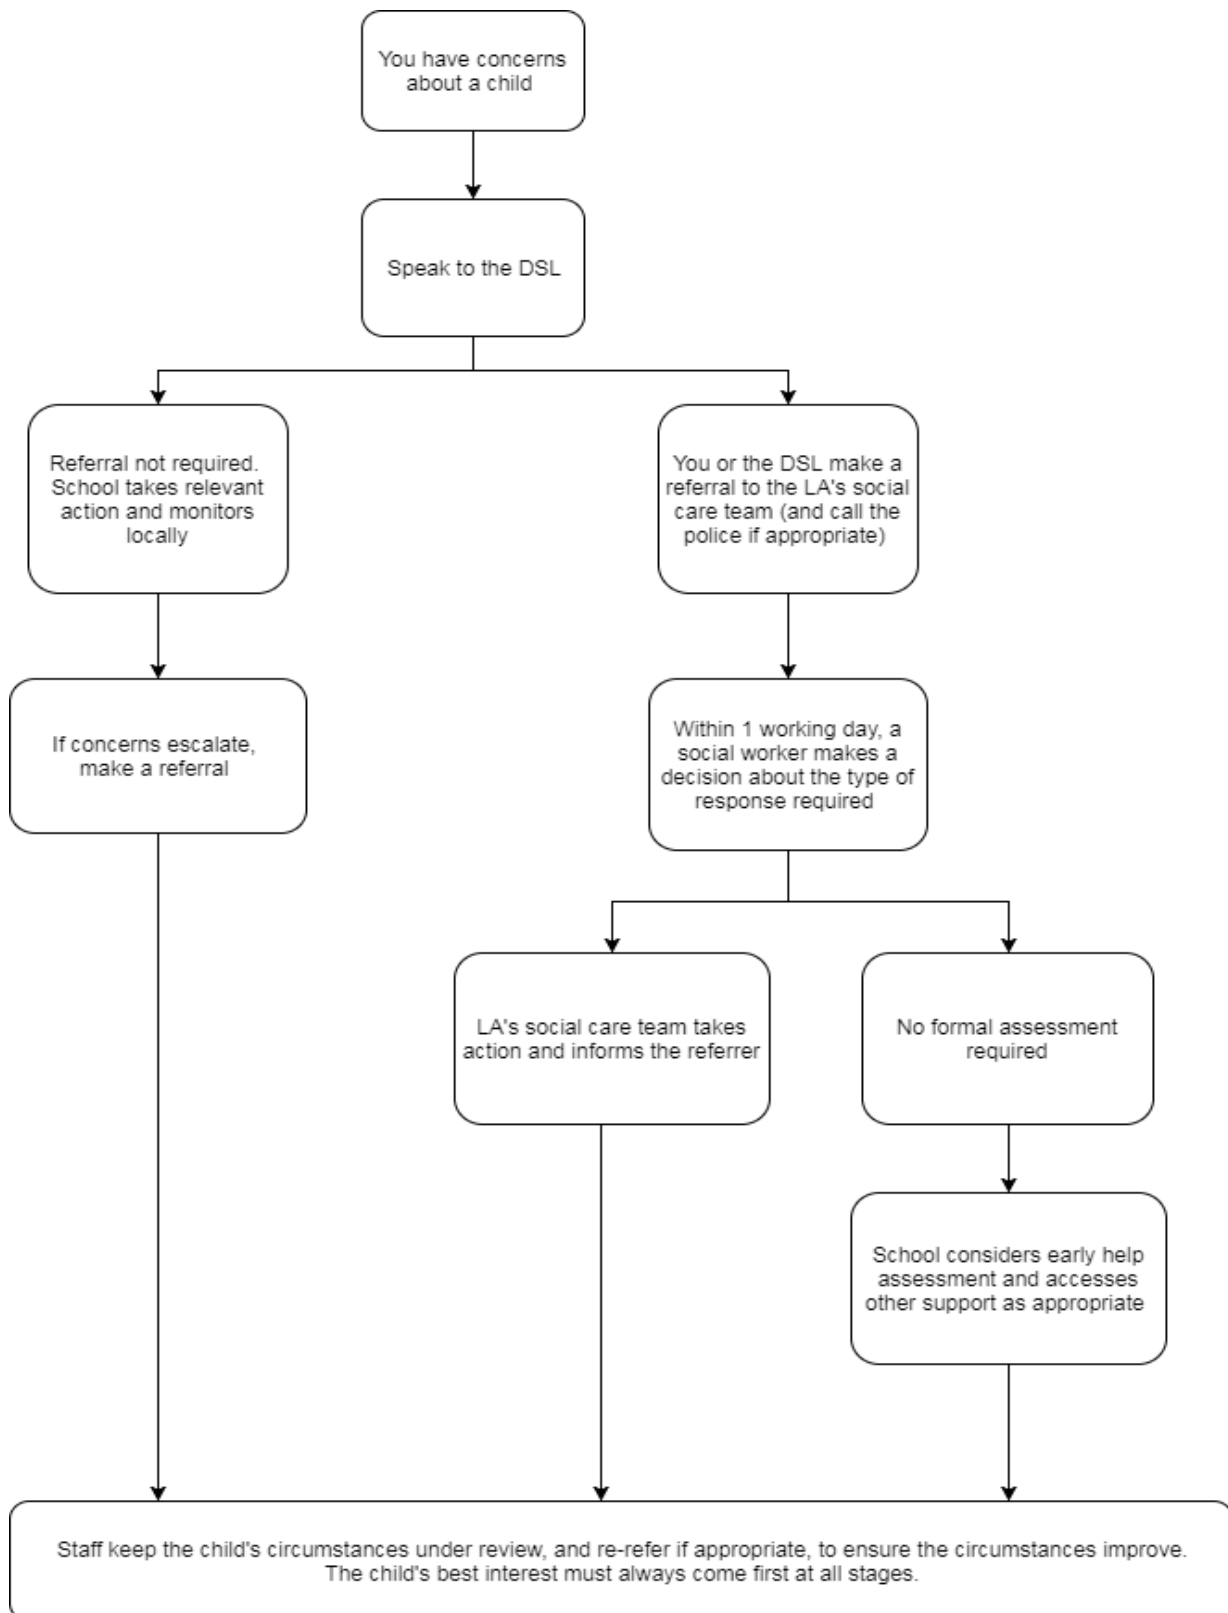 You have concerns
about a child
Speak to the DSL
Referral not required.
School takes relevant
action and monitors
locally
You or the DSL make a
referral to the LA's social
care team (and call the
police if appropriate)
If concerns escalate,
make a referral
Within 1 working day, a
social worker makes a
decision about the type of
response required
LA's social care team takes
action and informs the referrer
No formal assessment
required
School considers early help
assessment and accesses
other support as appropriate
Staff keep the child's circumstances under review, and re-refer if appropriate, to ensure the circumstances improve.
The child's best interest must always come first at all stages.